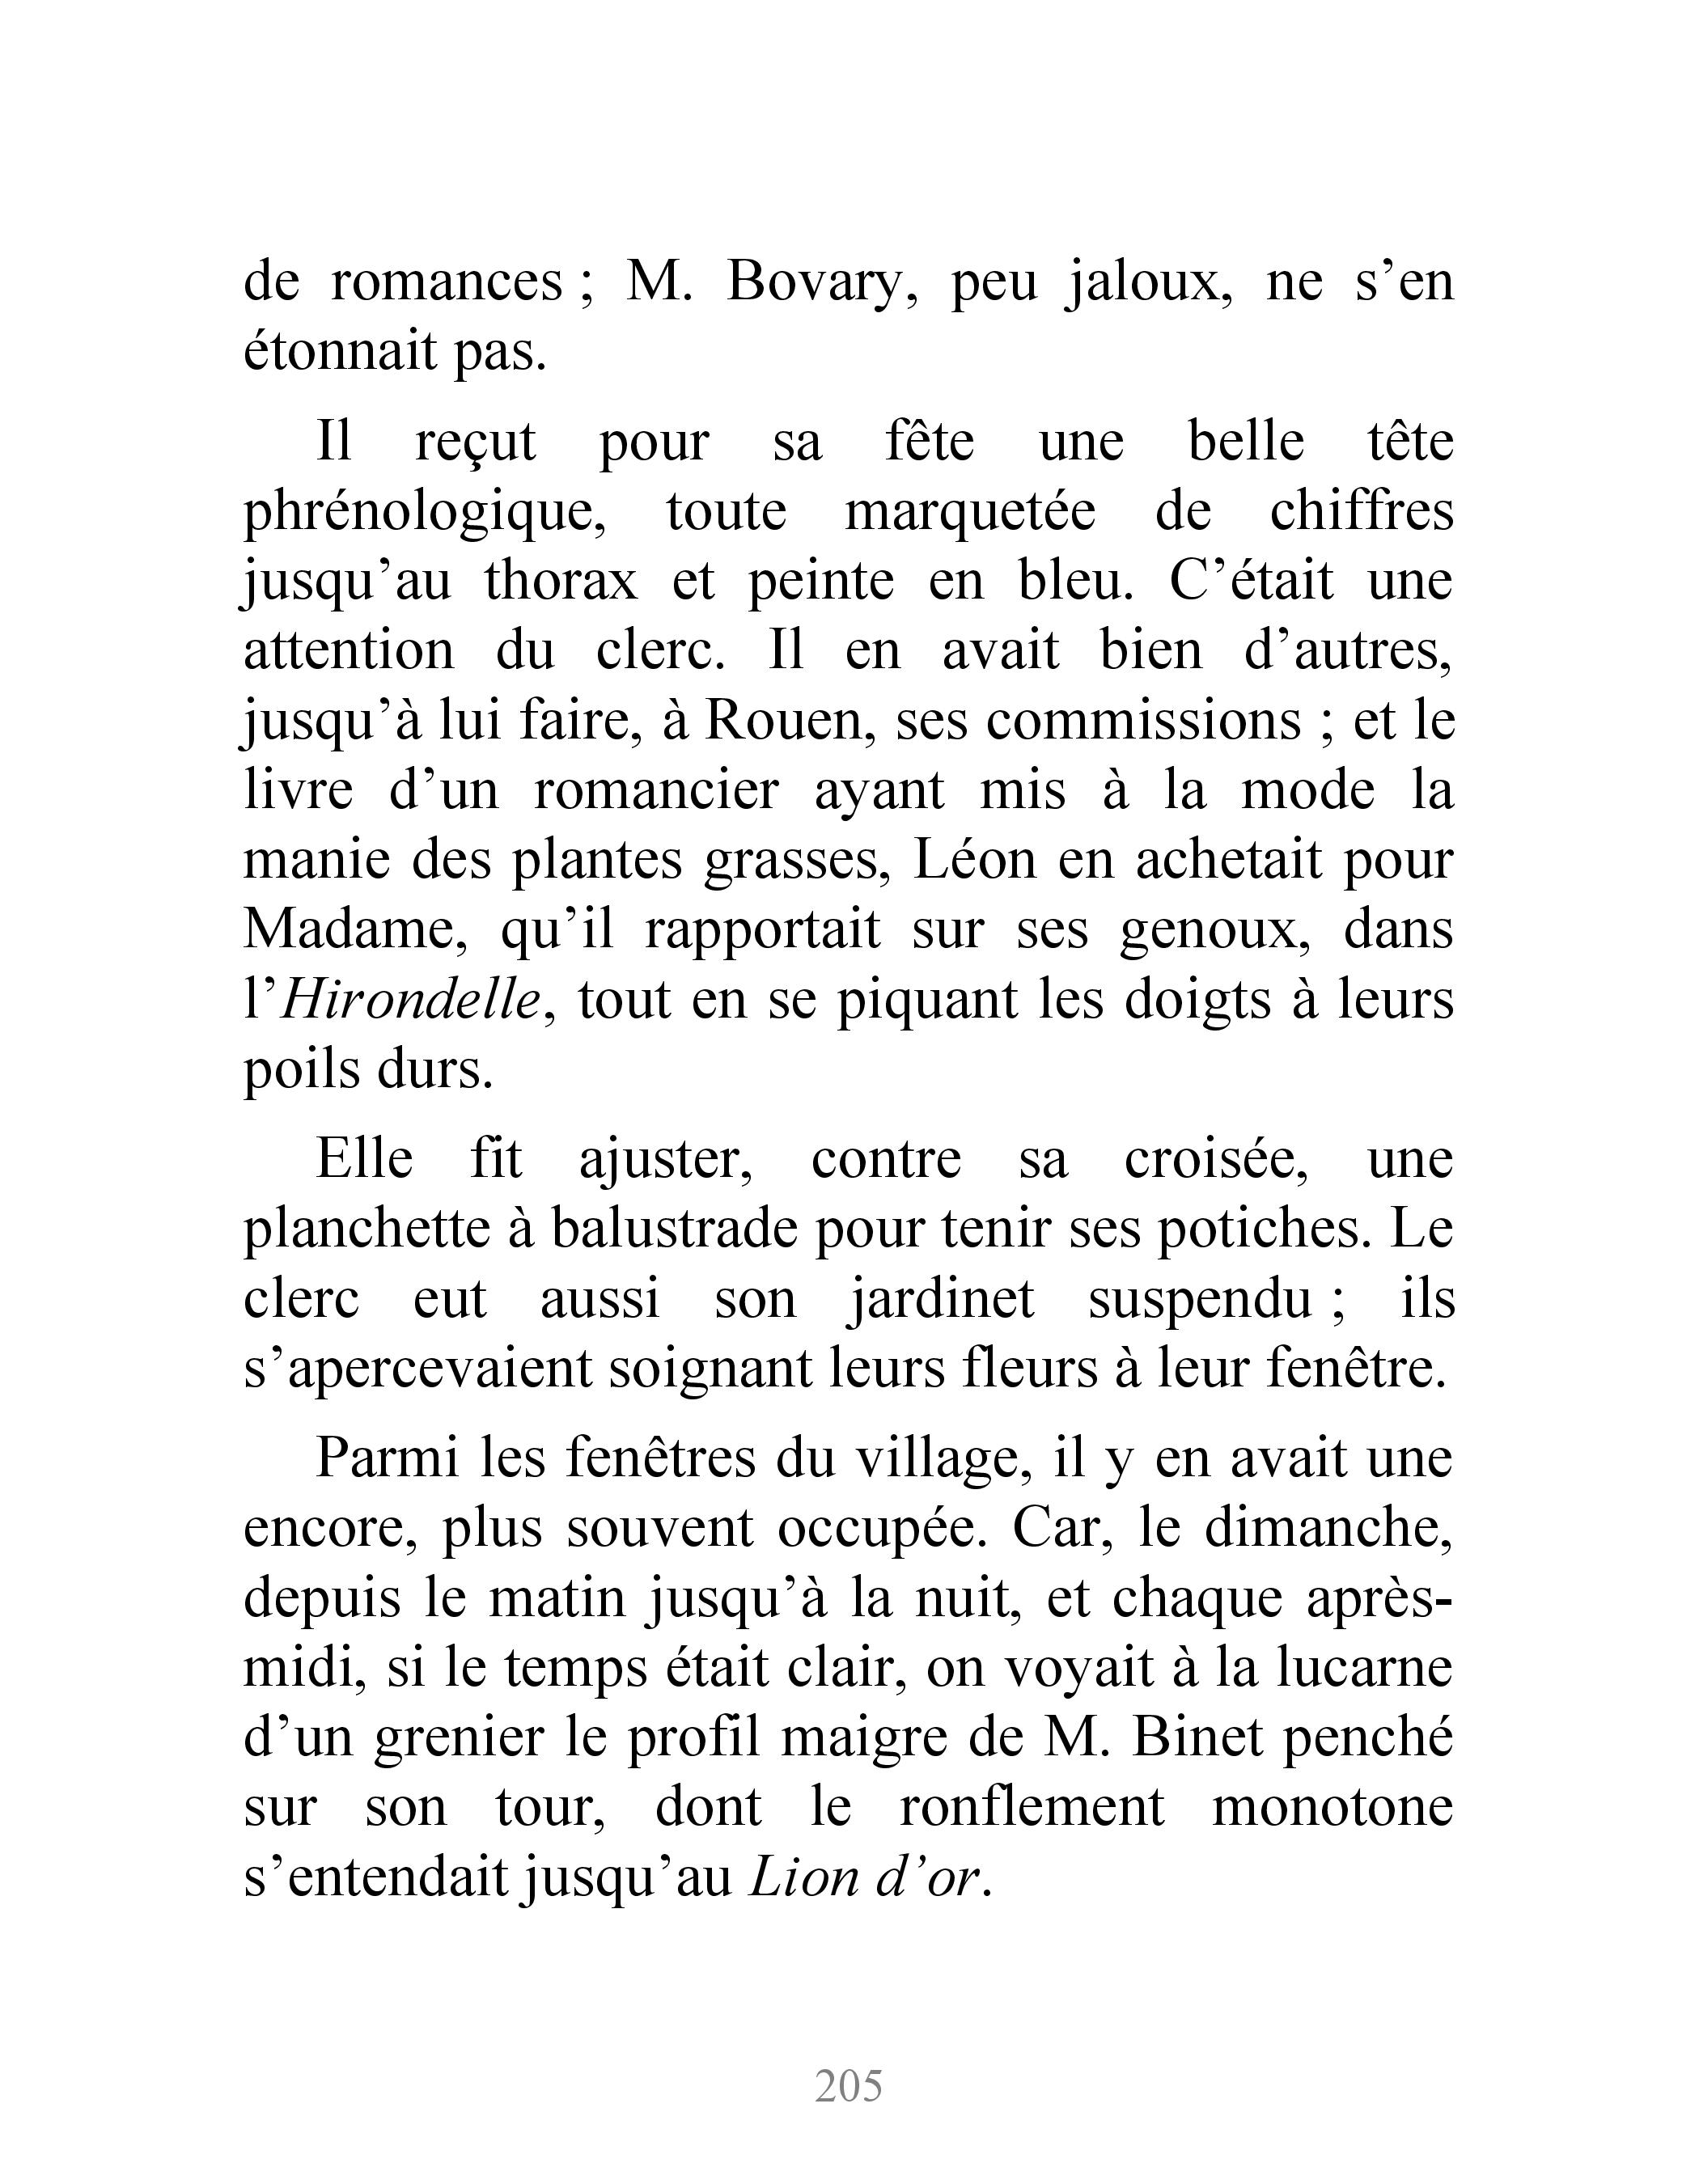 de romances ; M. Bovary, peu jaloux, ne s’en
étonnait pas.
Il reçut pour sa fête une belle tête
phrénologique, toute marquetée de chiffres
jusqu’au thorax et peinte en bleu. C’était une
attention du clerc. Il en avait bien d’autres,
jusqu’à lui faire, à Rouen, ses commissions ; et le
livre d’un romancier ayant mis à la mode la
manie des plantes grasses, Léon en achetait pour
Madame, qu’il rapportait sur ses genoux, dans
l’Hirondelle, tout en se piquant les doigts à leurs
poils durs.
Elle fit ajuster, contre sa croisée, une
planchette à balustrade pour tenir ses potiches. Le
clerc eut aussi son jardinet suspendu ; ils
s’apercevaient soignant leurs fleurs à leur fenêtre.
Parmi les fenêtres du village, il y en avait une
encore, plus souvent occupée. Car, le dimanche,
depuis le matin jusqu’à la nuit, et chaque après-
midi, si le temps était clair, on voyait à la lucarne
d’un grenier le profil maigre de M. Binet penché
sur son tour, dont le ronflement monotone
s’entendait jusqu’au Lion d’or.
205